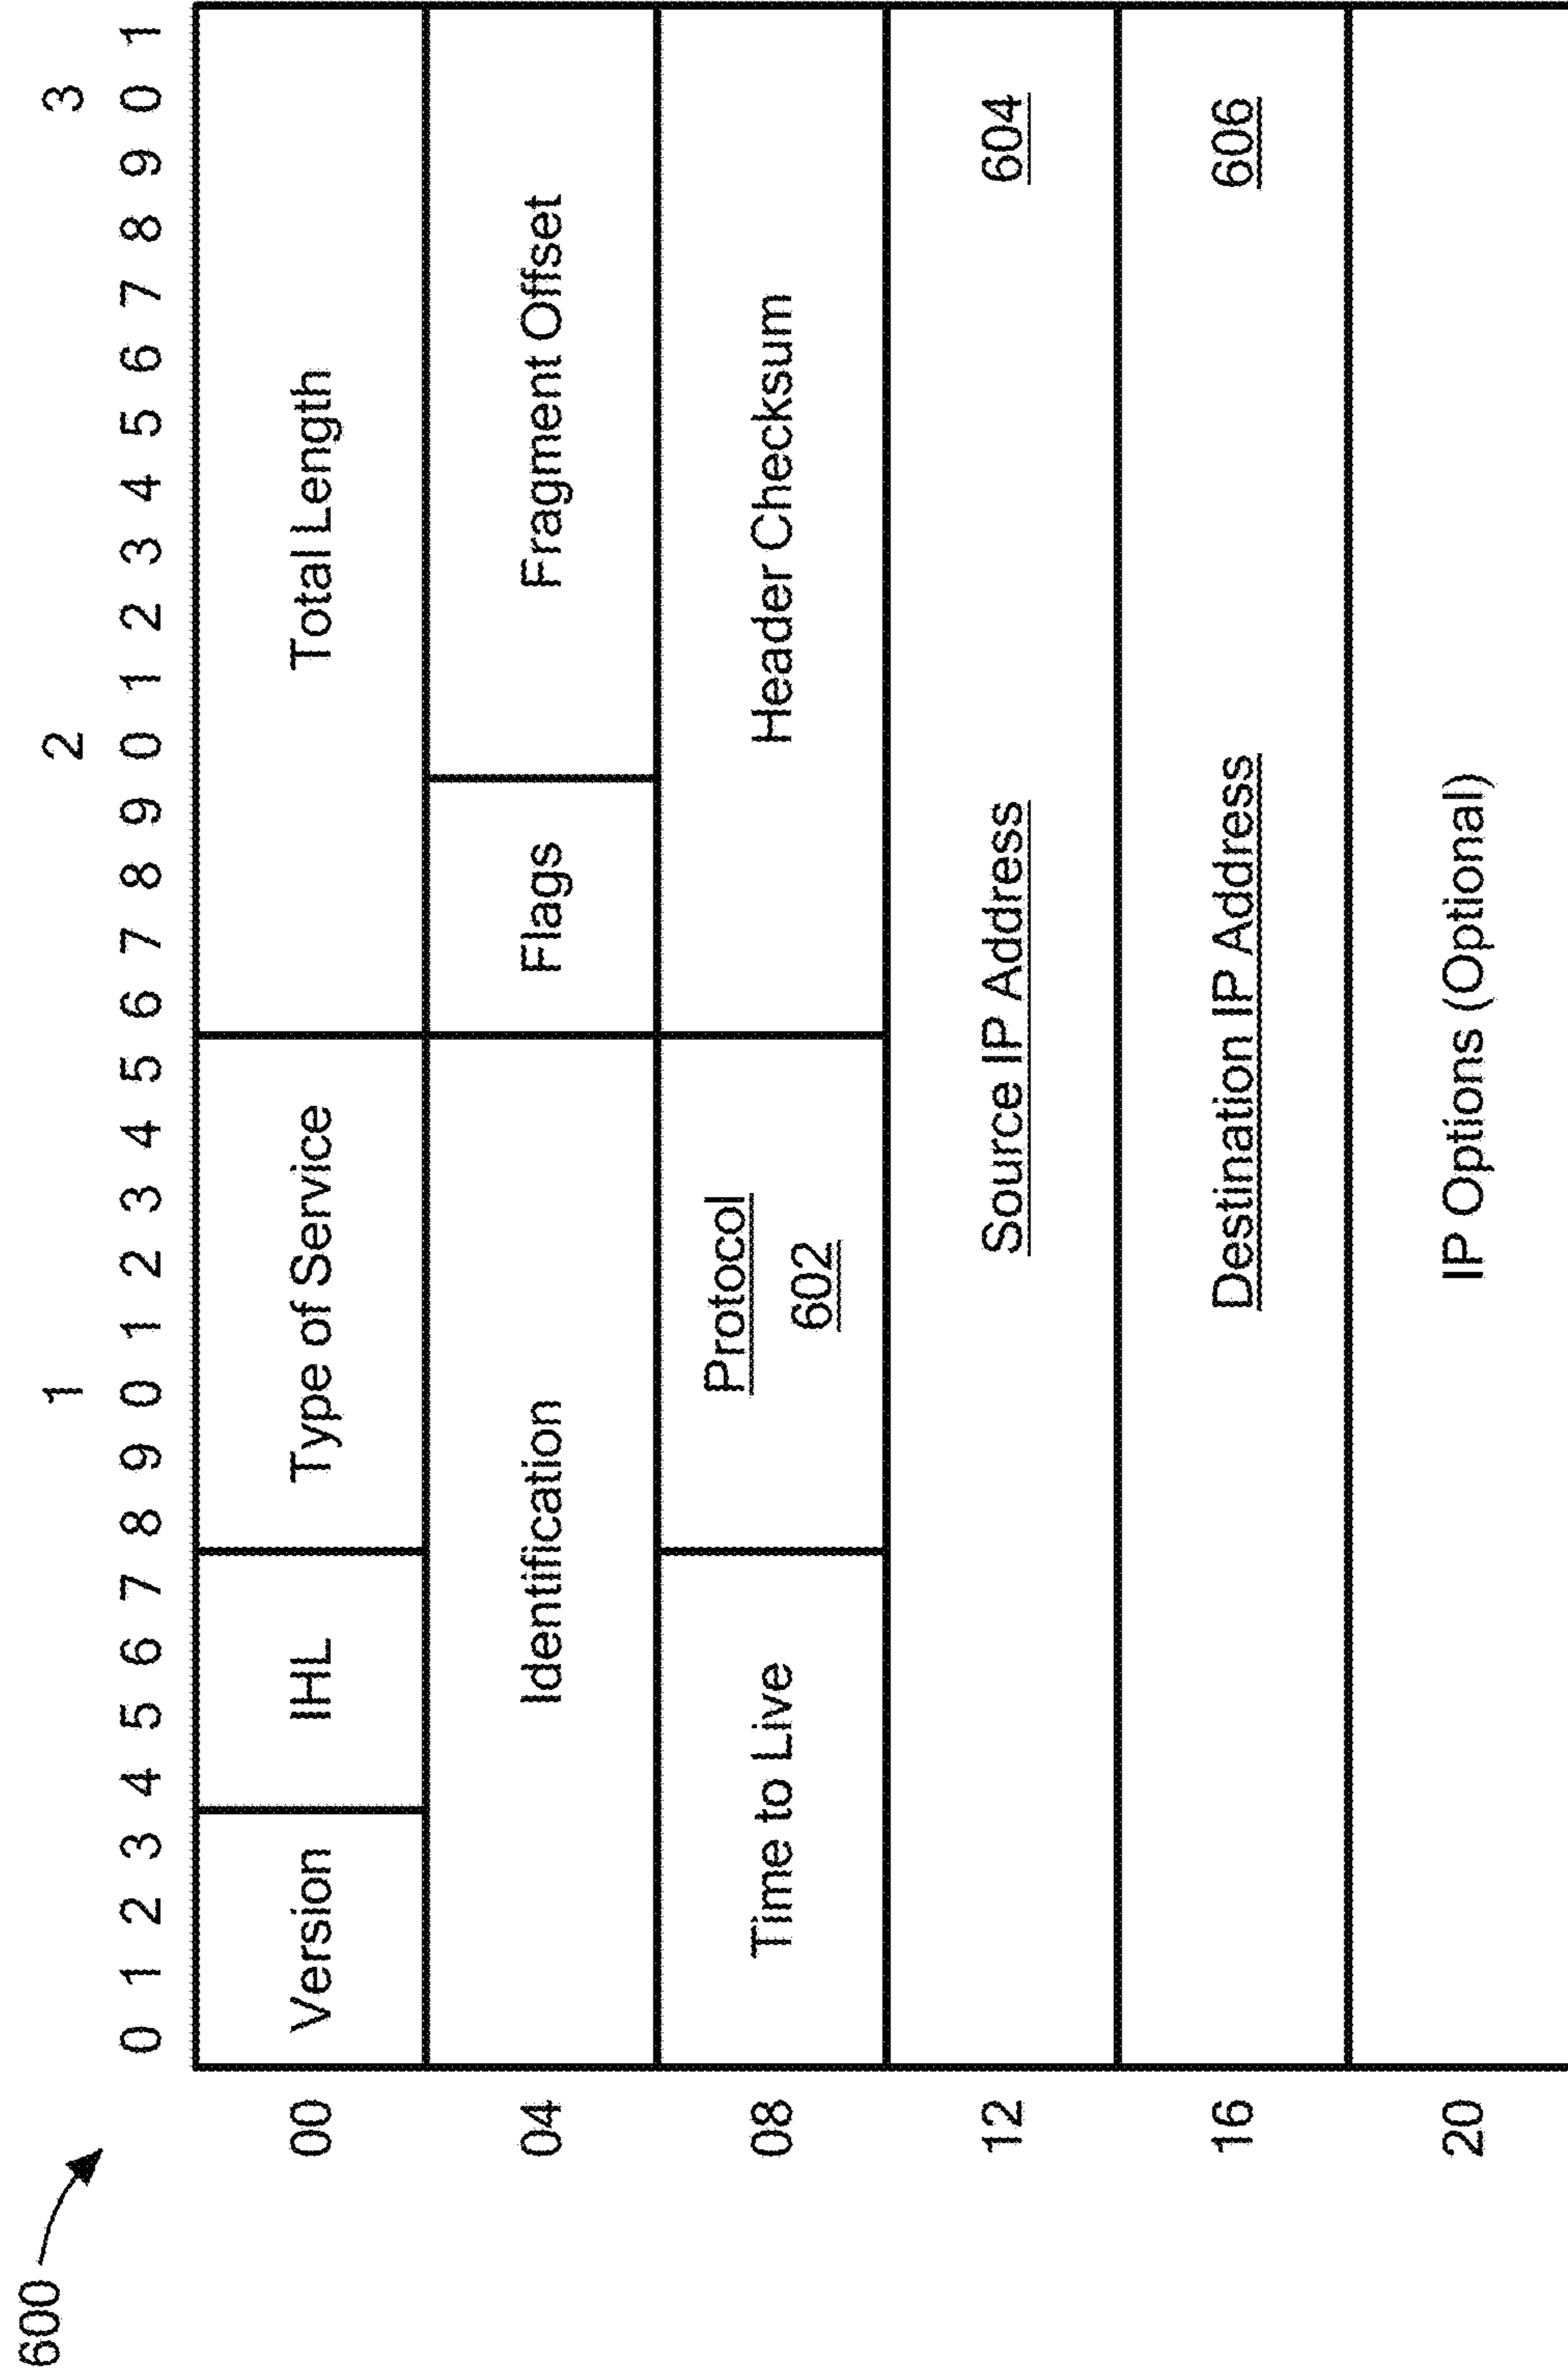 600
1 2 3
0 1 2 3 4 5 6 7 8 9 0 1 2 3 4 5 6 7 8 9 0 1 2 3 4 5 6 7 8 9 0 1
00 Version IHL Type of Service Total Length
04 Identification Flags Fragment Offset
08 Time to Live Protocol Header Checksum
602
12 Source IP Address 604
16 Destination IP Address 606
20 IP Options (Optional)